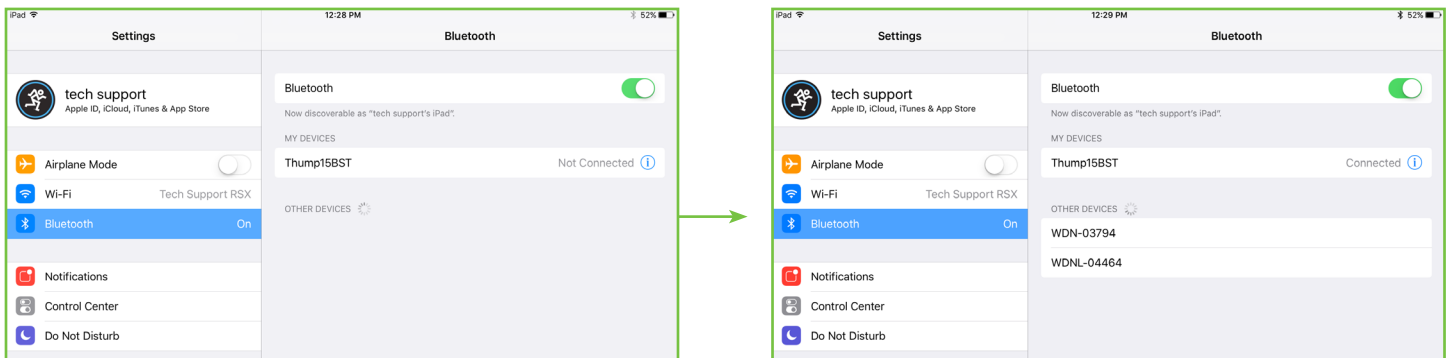 iPad 12:28 PM 52%
Settings Bluetooth
tech support
Apple ID, iCloud, iTunes & App Store
Bluetooth
Now discoverable as "tech support's iPad".
MY DEVICES
Airplane Mode
Thump15BST Not Connected
Wi-Fi Tech Support RSX
OTHER DEVICES
Bluetooth On
Notifications
Control Center
Do Not Disturb
iPad 12:29 PM 52%
Settings Bluetooth
tech support
Apple ID, iCloud, iTunes & App Store
Bluetooth
Now discoverable as "tech support's iPad".
MY DEVICES
Airplane Mode
Thump15BST Connected
Wi-Fi Tech Support RSX
OTHER DEVICES
Bluetooth On
WDN-03794
WDNL-04464
Notifications
Control Center
Do Not Disturb